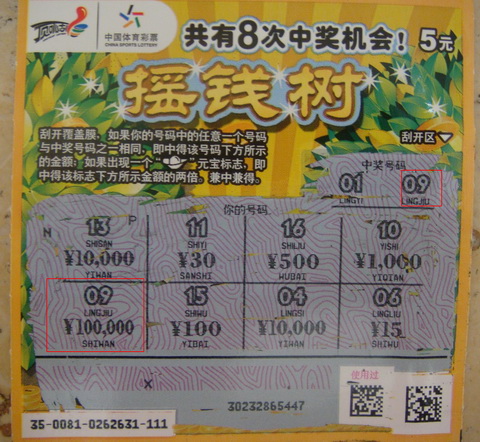 顶呱刮
中国体育彩票
CHINA SPORTS LOTTERY
共有8次中奖机会！
5元
摇钱树
刮开覆盖膜，如果你的号码中的任意一个号码
与中奖号码之一相同，即中得该号码下方所示
的金额；如果出现一个“ ”元宝标志，即
中得该标志下方所示金额的两倍。兼中兼得。
刮开区
中奖号码
01 09
LINGYI LINGJIU
你的号码
N P
13 11 16 10
SHISAN SHIYI SHILIU YISHI
¥10,000 ¥30 ¥500 ¥1,000
YIWAN SANSHI WUBAI YIQIAN
09 15 04 06
LINGJIU SHIWU LINGSI LINGLIU
¥100,000 ¥100 ¥10,000 ¥15
SHIWAN YIBAI YIWAN SHIWU
使用过
X
30232865447
35-0081-0262631-111